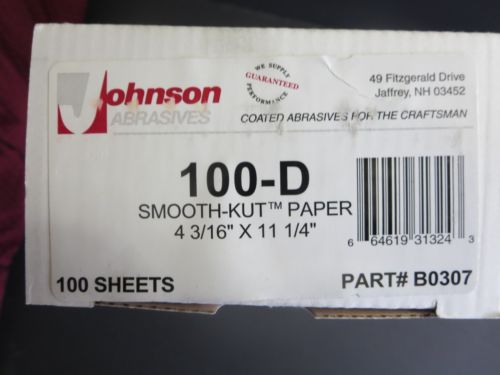 Johnson
ABRASIVES
WE SUPPLY
GUARANTEED
PERFORMANCE
49 Fitzgerald Drive
Jaffrey, NH 03452
COATED ABRASIVES FOR THE CRAFTSMAN
100-D
SMOOTH-KUT™ PAPER
4 3/16" X 11 1/4"
6 64619 31324 3
100 SHEETS
PART# B0307